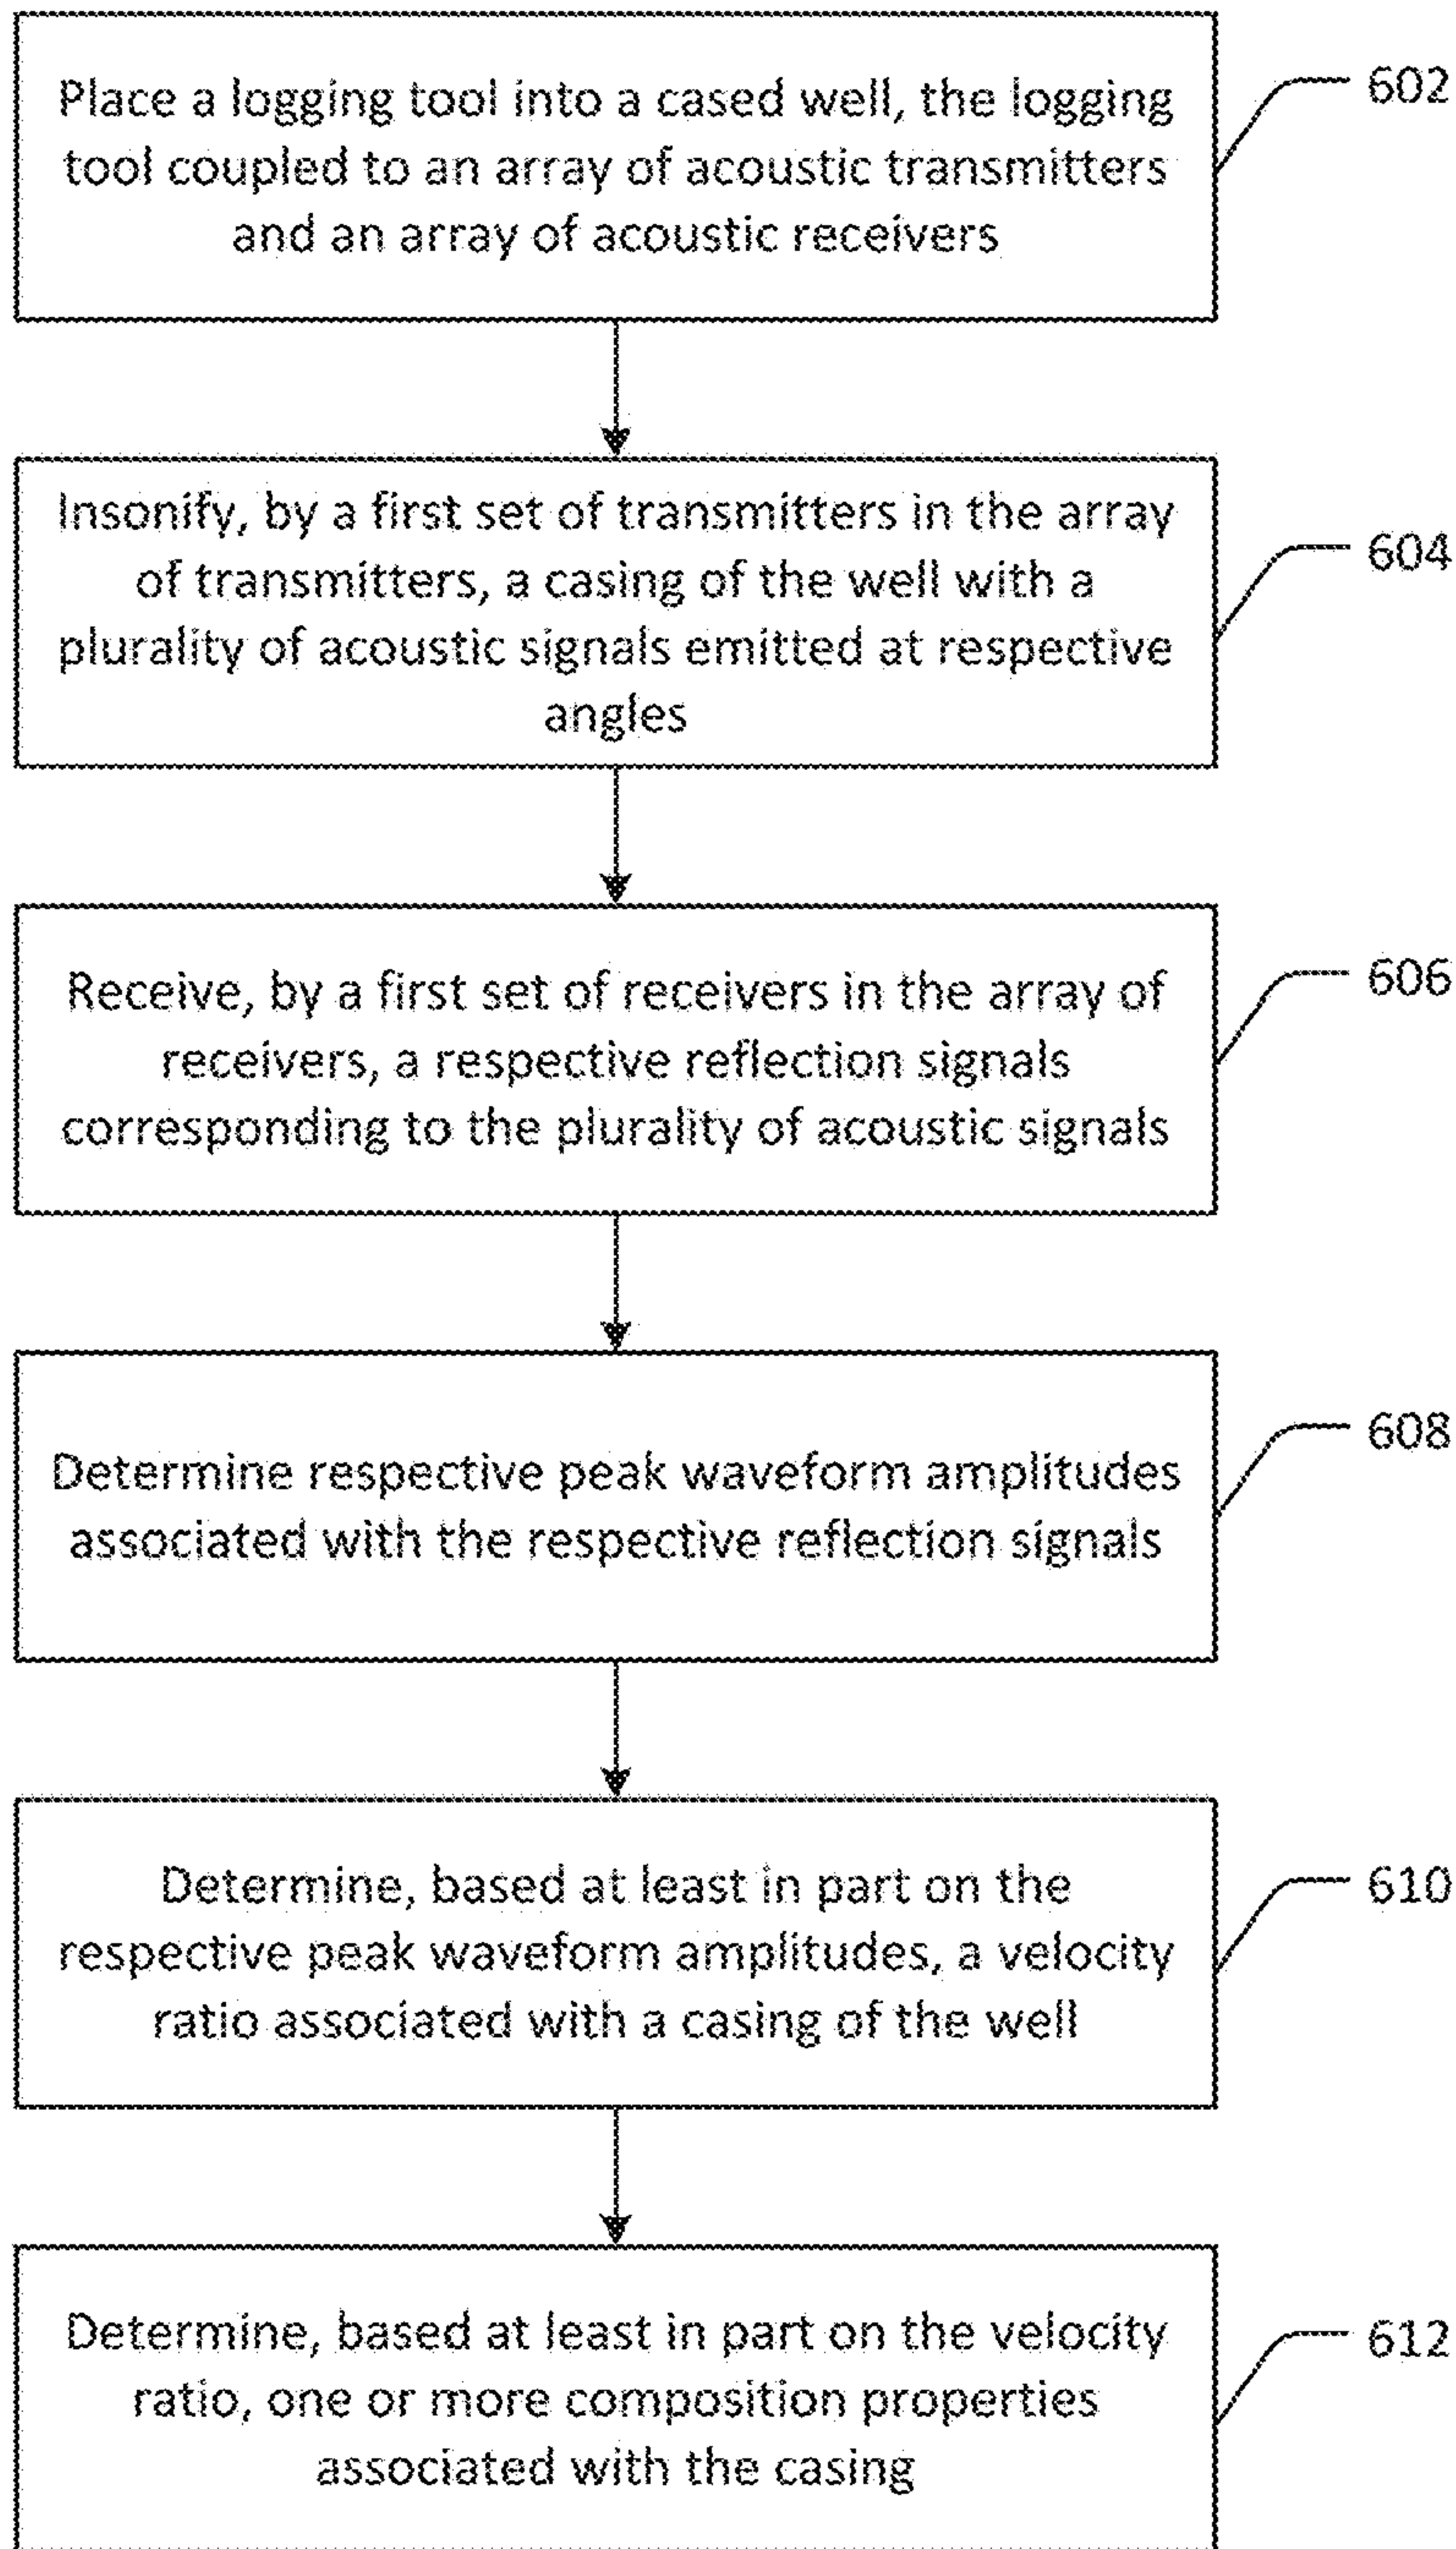 Place a logging tool into a cased well, the logging
tool coupled to an array of acoustic transmitters
and an array of acoustic receivers
602
Insonify, by a first set of transmitters in the array
of transmitters, a casing of the well with a
plurality of acoustic signals emitted at respective
angles
604
Receive, by a first set of receivers in the array of
receivers, a respective reflection signals
corresponding to the plurality of acoustic signals
606
Determine respective peak waveform amplitudes
associated with the respective reflection signals
608
Determine, based at least in part on the
respective peak waveform amplitudes, a velocity
ratio associated with a casing of the well
610
Determine, based at least in part on the velocity
ratio, one or more composition properties
associated with the casing
612